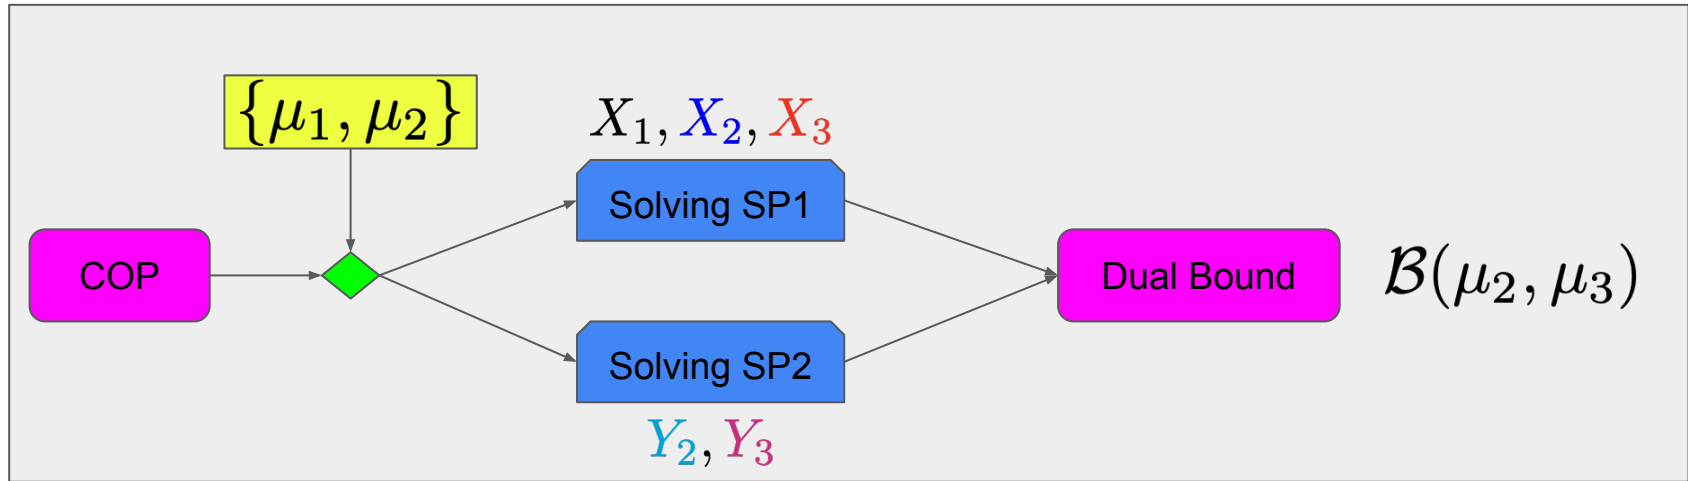 {μ₁, μ₂}
X₁, X₂, X₃
Solving SP1
COP
Dual Bound
ℬ(μ₂, μ₃)
Solving SP2
Y₂, Y₃